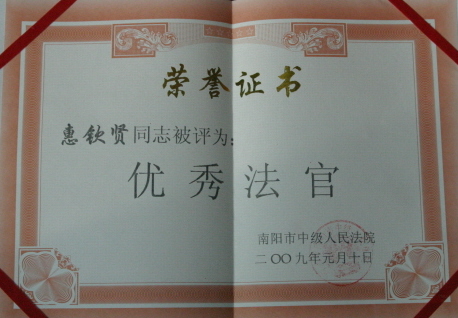 荣誉证书
惠钦贤同志被评为：
优秀法官
南阳市中级人民法院
二〇〇九年元月十日